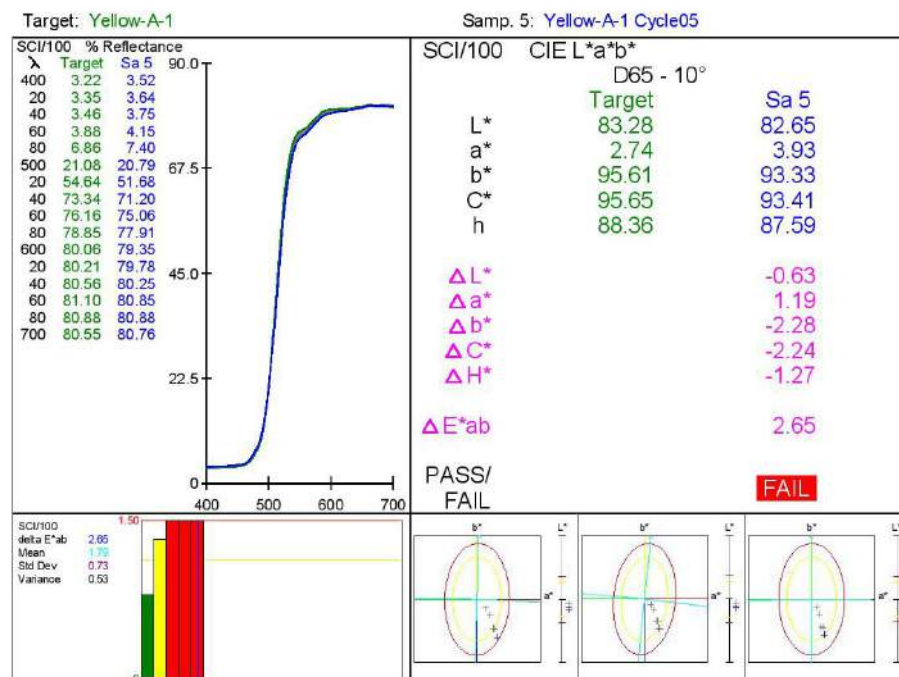 Target: Yellow-A-1
Samp. 5: Yellow-A-1 Cycle05
SCI/100 % Reflectance
λ Target Sa 5
400 3.22 3.52
20 3.35 3.64
40 3.46 3.75
60 3.88 4.15
80 6.86 7.40
500 21.08 20.79
20 54.64 51.68
40 73.34 71.20
60 76.16 75.06
80 78.85 77.91
600 80.06 79.35
20 80.21 79.78
40 80.56 80.25
60 81.10 80.85
80 80.88 80.88
700 80.55 80.76
90.0
67.5
45.0
22.5
0
400 500 600 700
SCI/100 CIE L*a*b*
D65 - 10°
Target Sa 5
L* 83.28 82.65
a* 2.74 3.93
b* 95.61 93.33
C* 95.65 93.41
h 88.36 87.59
Δ L* -0.63
Δ a* 1.19
Δ b* -2.28
Δ C* -2.24
Δ H* -1.27
Δ E*ab 2.65
PASS/
FAIL FAIL
SCI/100
delta E*ab 2.65
Mean 1.79
Std Dev 0.73
Variance 0.53
1.50
b* L*
b* L*
b* L*